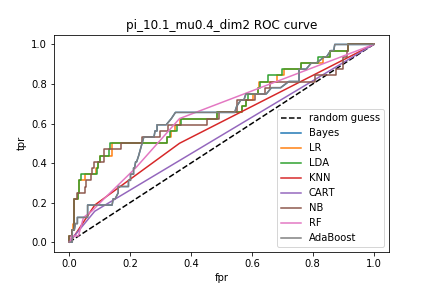 pi_10.1_mu0.4_dim2 ROC curve
1.0
0.8
0.6
0.4
0.2
0.0
tpr
random guess
Bayes
LR
LDA
KNN
CART
NB
RF
AdaBoost
0.0 0.2 0.4 0.6 0.8 1.0
fpr